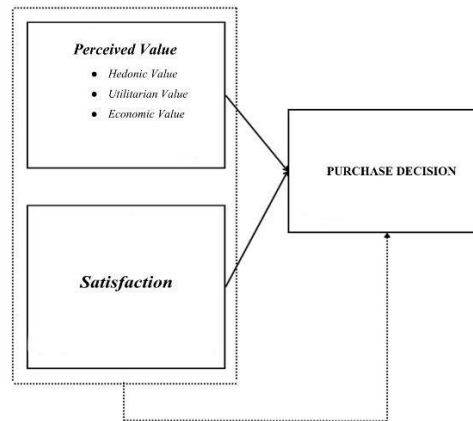 Perceived Value
● Hedonic Value
● Utilitarian Value
● Economic Value
PURCHASE DECISION
Satisfaction